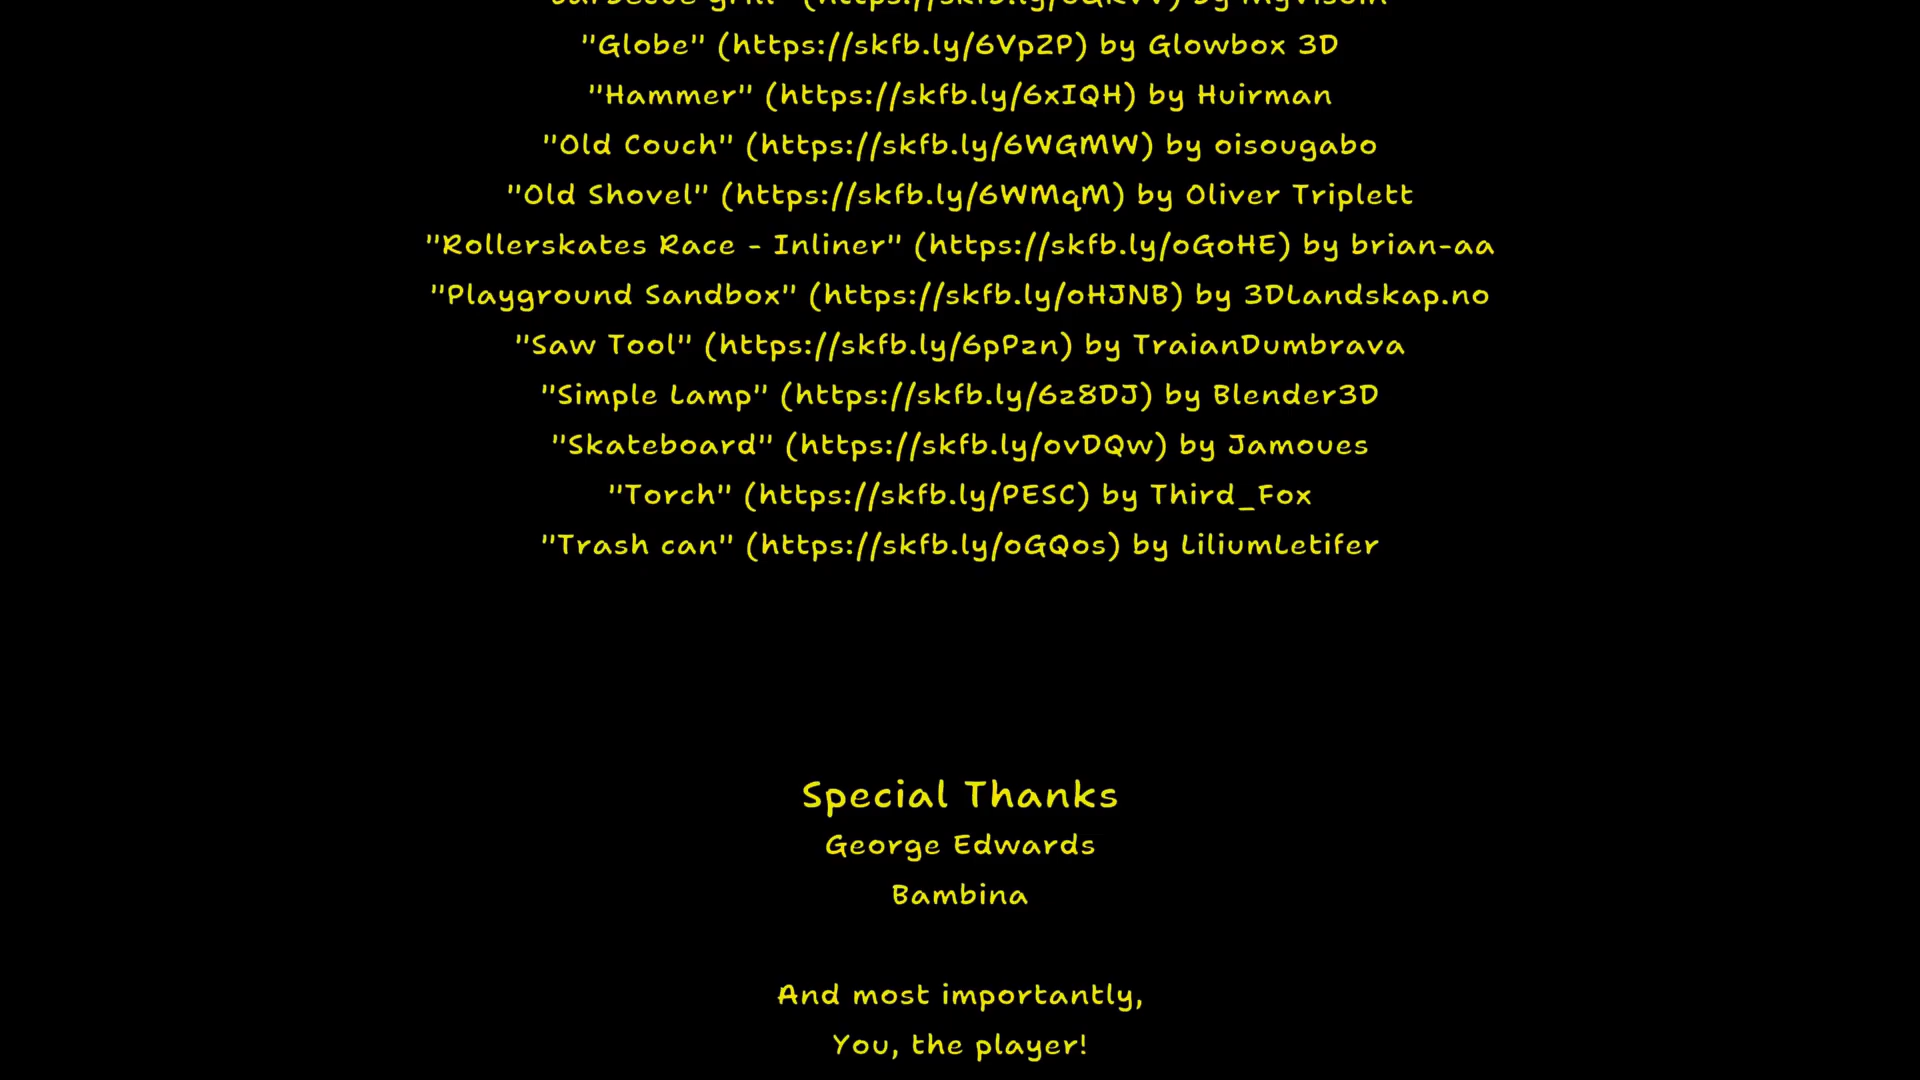 "Globe" (https://skfb.ly/6VpZP) by Glowbox 3D
"Hammer" (https://skfb.ly/6xIQH) by Huirman
"Old Couch" (https://skfb.ly/6WGMW) by oisougabo
"Old Shovel" (https://skfb.ly/6WMqM) by Oliver Triplett
"Rollerskates Race - Inliner" (https://skfb.ly/oGoHE) by brian-aa
"Playground Sandbox" (https://skfb.ly/oHJNB) by 3DLandskap.no
"Saw Tool" (https://skfb.ly/6pPzn) by TraianDumbrava
"Simple Lamp" (https://skfb.ly/6z8DJ) by Blender3D
"Skateboard" (https://skfb.ly/ovDQw) by Jamoues
"Torch" (https://skfb.ly/PESC) by Third_Fox
"Trash can" (https://skfb.ly/oGQos) by LiliumLetifer
Special Thanks
George Edwards
Bambina
And most importantly,
You, the player!